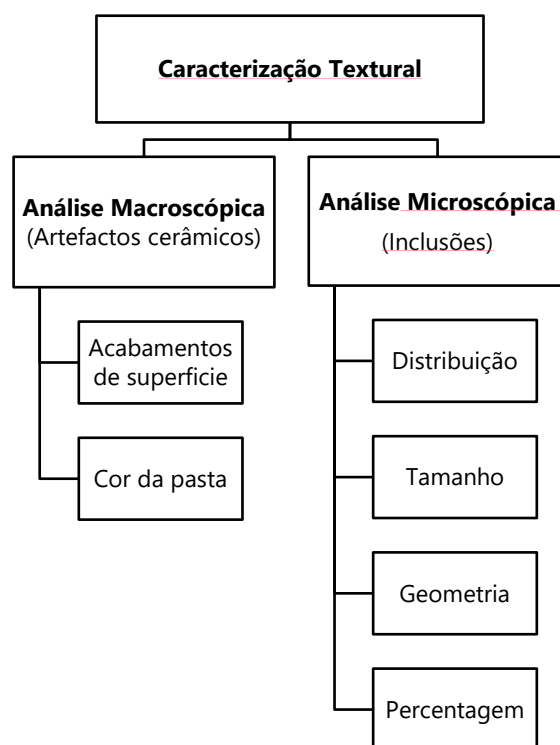 Caracterização Textural
Análise Macroscópica
(Artefactos cerâmicos)
Análise Microscópica
(Inclusões)
Acabamentos
de superficie
Cor da pasta
Distribuição
Tamanho
Geometria
Percentagem